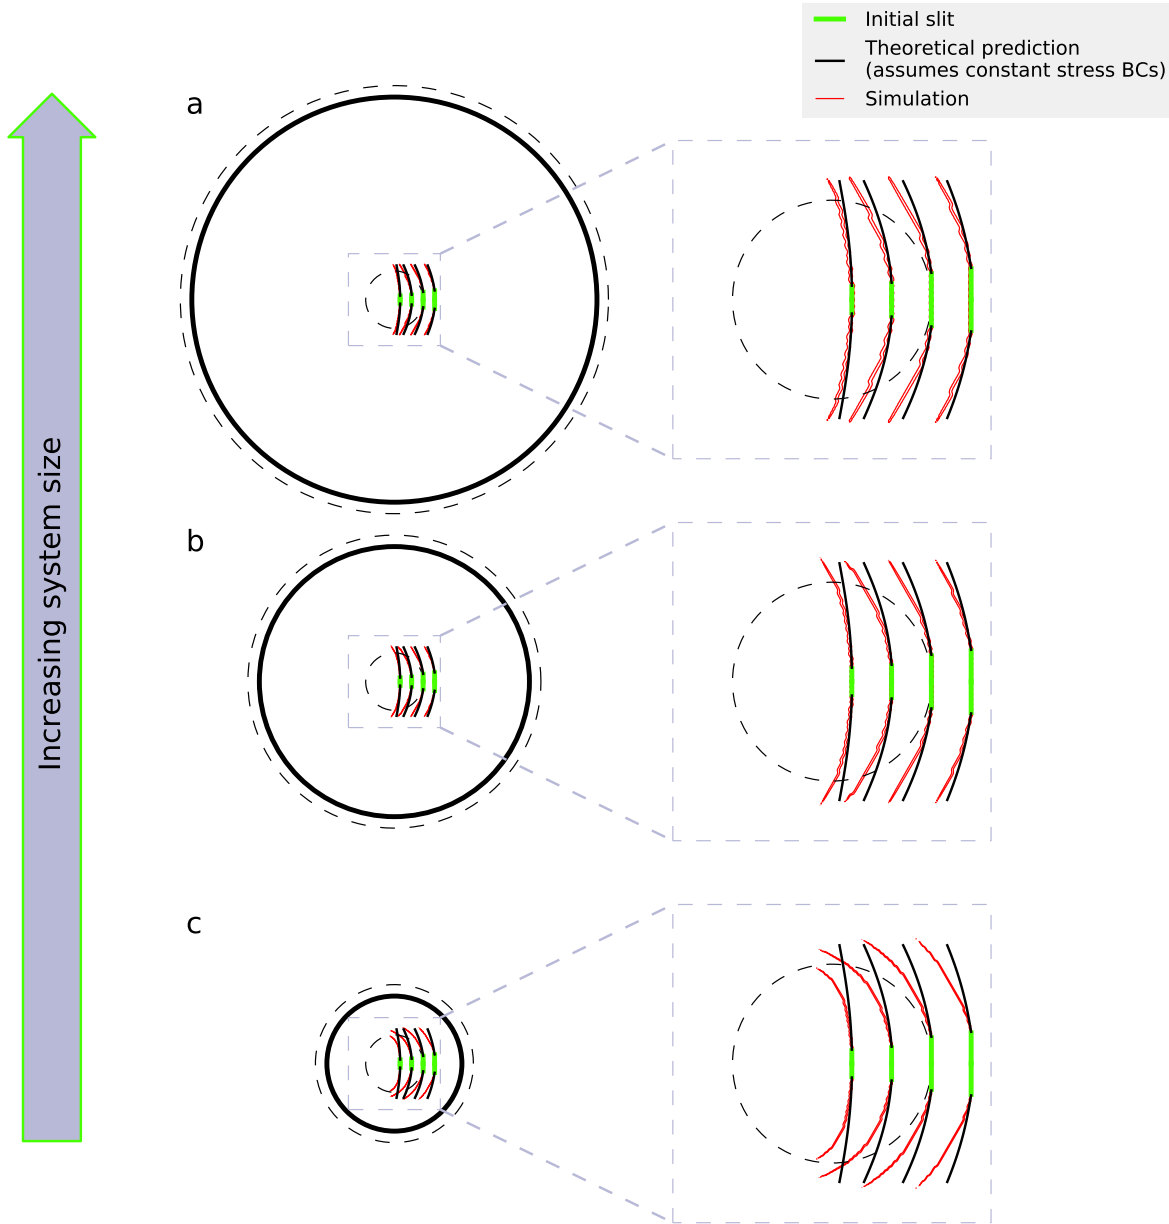 Initial slit
Theoretical prediction
(assumes constant stress BCs)
Simulation
a
Increasing system size
b
c